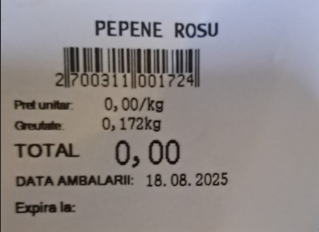 PEPENE ROSU
2 700311 001724
Pret unitar: 0,00/kg
Greutate: 0,172kg
TOTAL 0,00
DATA AMBALARII: 18.08.2025
Expira la: